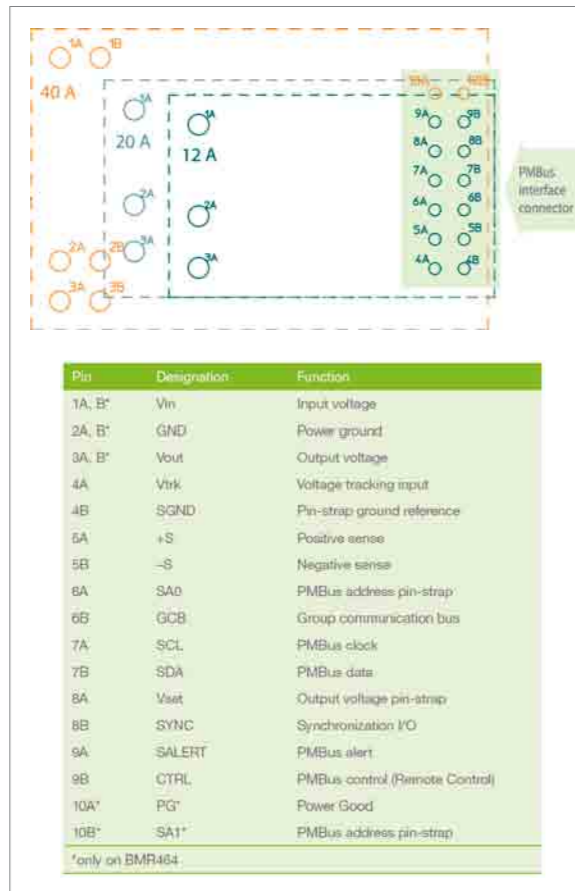 1A 1B
40 A
1A
20 A
1A
12 A
2A
2A
3A
3A
2A 2B
3A 3B
10A 10B
9A 9B
8A 8B
7A 7B
6A 6B
5A 5B
4A 4B
PMBus
interface
connector
Pin Designation Function
1A, B* Vin Input voltage
2A, B* GND Power ground
3A, B* Vout Output voltage
4A Vtrk Voltage tracking input
4B SGND Pin-strap ground reference
5A +S Positive sense
5B –S Negative sense
6A SA0 PMBus address pin-strap
6B GCB Group communication bus
7A SCL PMBus clock
7B SDA PMBus data
8A Vset Output voltage pin-strap
8B SYNC Synchronization I/O
9A SALERT PMBus alert
9B CTRL PMBus control (Remote Control)
10A* PG* Power Good
10B* SA1* PMBus address pin-strap
*only on BMR464